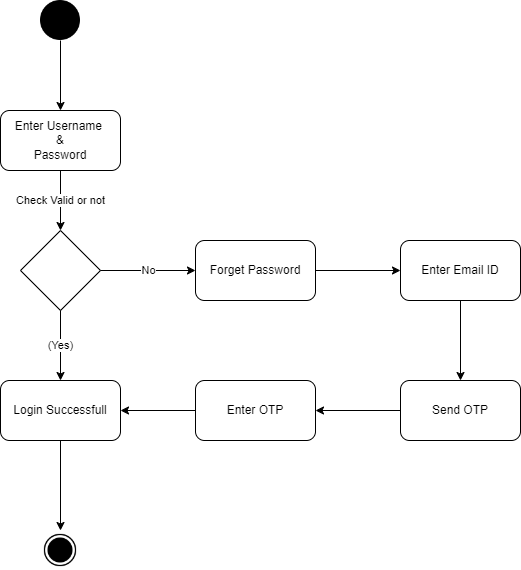 Enter Username
&
Password
Check Valid or not
No
Forget Password
Enter Email ID
(Yes)
Login Successfull
Enter OTP
Send OTP